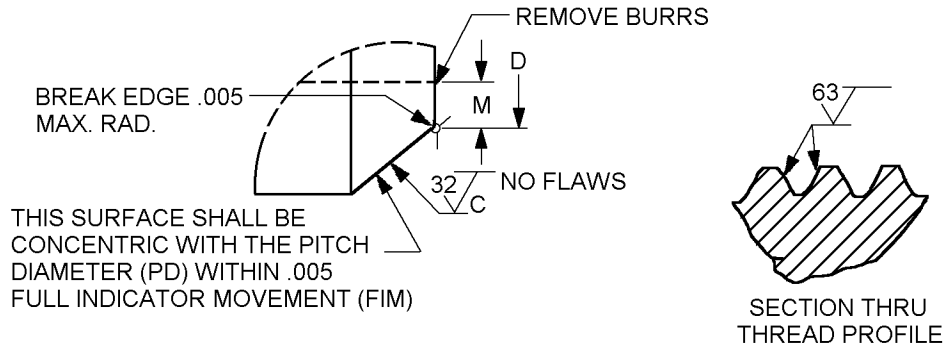 REMOVE BURRS
D
BREAK EDGE .005
MAX. RAD.
M
63
32
C
NO FLAWS
THIS SURFACE SHALL BE
CONCENTRIC WITH THE PITCH
DIAMETER (PD) WITHIN .005
FULL INDICATOR MOVEMENT (FIM)
SECTION THRU
THREAD PROFILE